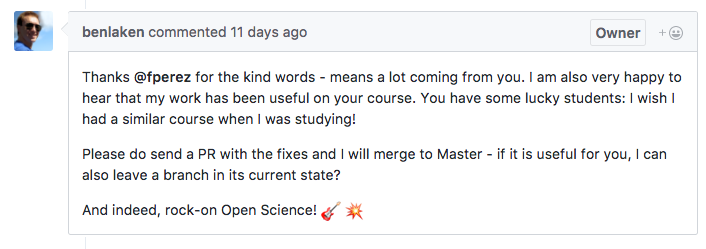 benlaken commented 11 days ago Owner +
Thanks @fperez for the kind words - means a lot coming from you. I am also very happy to
hear that my work has been useful on your course. You have some lucky students: I wish I
had a similar course when I was studying!
Please do send a PR with the fixes and I will merge to Master - if it is useful for you, I can
also leave a branch in its current state?
And indeed, rock-on Open Science! 🎸 💥